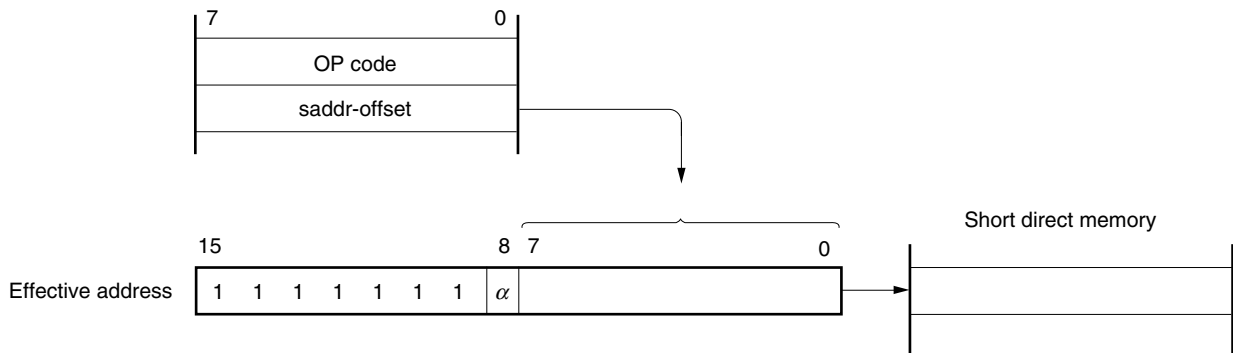 7 0
OP code
saddr-offset
Short direct memory
15 8 7 0
Effective address 1 1 1 1 1 1 1 α